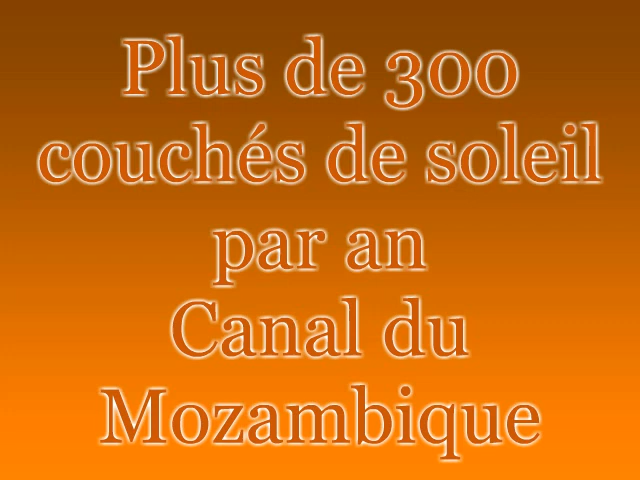 Plus de 300
couchés de soleil
par an
Canal du
Mozambique